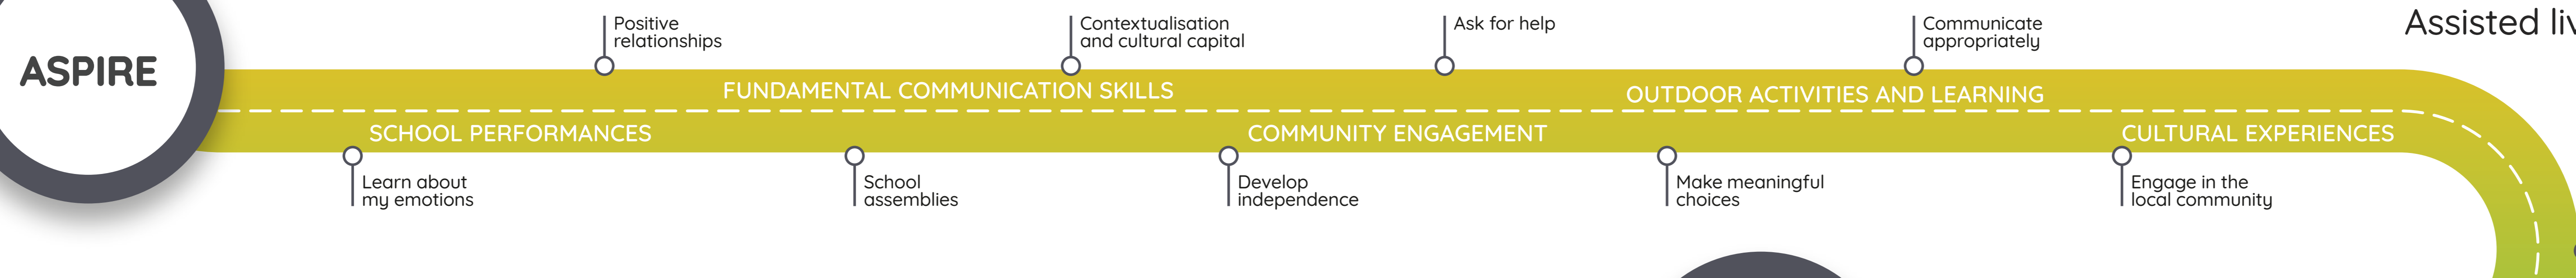 ASPIRE
Positive
relationships
Contextualisation
and cultural capital
Ask for help
Communicate
appropriately
Assisted
FUNDAMENTAL COMMUNICATION SKILLS
OUTDOOR ACTIVITIES AND LEARNING
SCHOOL PERFORMANCES
COMMUNITY ENGAGEMENT
CULTURAL EXPERIENCES
Learn about
my emotions
School
assemblies
Develop
independence
Make meaningful
choices
Engage in the
local community